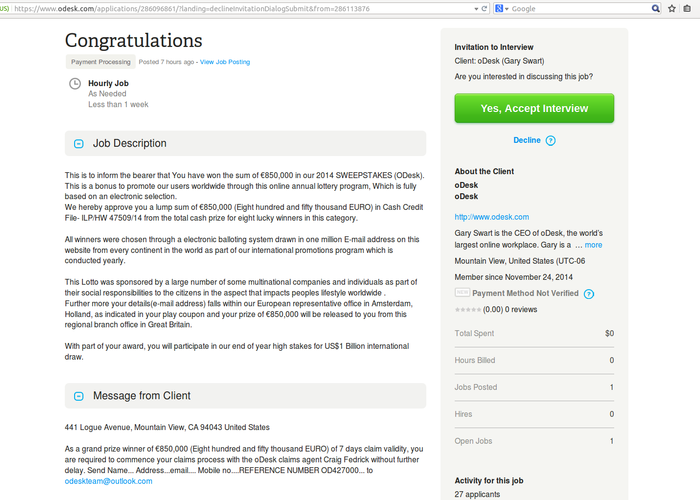 US) https://www.odesk.com/applications/286096861/?landing=declineInvitationDialogSubmit&from=286113876
Google
Congratulations
Payment Processing Posted 7 hours ago - View Job Posting
Hourly Job
As Needed
Less than 1 week
Job Description
This is to inform the bearer that You have won the sum of €850,000 in our 2014 SWEEPSTAKES (ODesk).
This is a bonus to promote our users worldwide through this online annual lottery program, Which is fully
based on an electronic selection.
We hereby approve you a lump sum of €850,000 (Eight hundred and fifty thousand EURO) in Cash Credit
File- ILP/HW 47509/14 from the total cash prize for eight lucky winners in this category.
All winners were chosen through a electronic balloting system drawn in one million E-mail address on this
website from every continent in the world as part of our international promotions program which is
conducted yearly.
This Lotto was sponsored by a large number of some multinational companies and individuals as part of
their social responsibilities to the citizens in the aspect that impacts peoples lifestyle worldwide .
Further more your details(e-mail address) falls within our European representative office in Amsterdam,
Holland, as indicated in your play coupon and your prize of €850,000 will be released to you from this
regional branch office in Great Britain.
With part of your award, you will participate in our end of year high stakes for US$1 Billion international
draw.
Message from Client
441 Logue Avenue, Mountain View, CA 94043 United States
As a grand prize winner of €850,000 (Eight hundred and fifty thousand EURO) of 7 days claim validity, you
are required to commence your claims process with the oDesk claims agent Craig Fedrick without further
delay. Send Name... Address...email.... Mobile no....REFERENCE NUMBER OD427000... to
odeskteam@outlook.com
Invitation to Interview
Client: oDesk (Gary Swart)
Are you interested in discussing this job?
Yes, Accept Interview
Decline ?
About the Client
oDesk
oDesk
http://www.odesk.com
Gary Swart is the CEO of oDesk, the world's
largest online workplace. Gary is a ... more
Mountain View, United States (UTC-06
Member since November 24, 2014
Payment Method Not Verified ?
(0.00) 0 reviews
Total Spent $0
Hours Billed 0
Jobs Posted 1
Hires 0
Open Jobs 1
Activity for this job
27 applicants